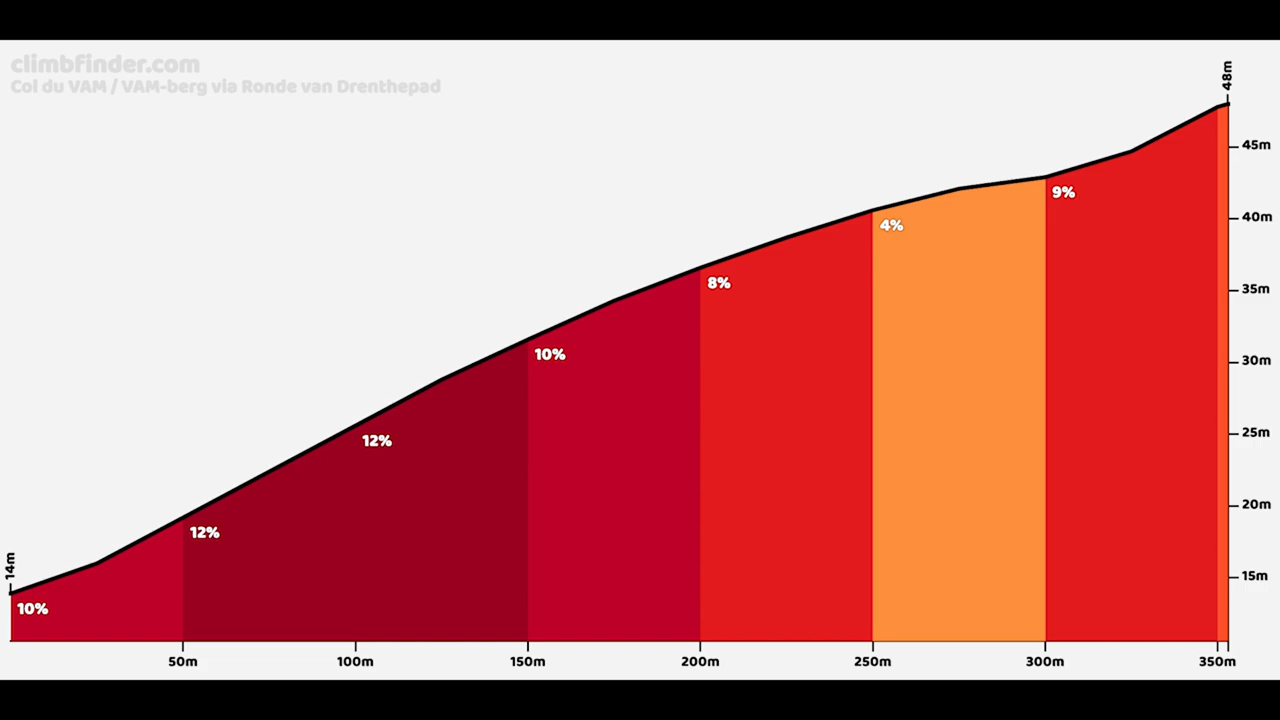 climbfinder.com
Col du VAM / VAM-berg via Ronde van Drenthepad
48m
45m
9%
4%
40m
8%
35m
10%
30m
12%
25m
12%
20m
14m
15m
10%
50m
100m
150m
200m
250m
300m
350m